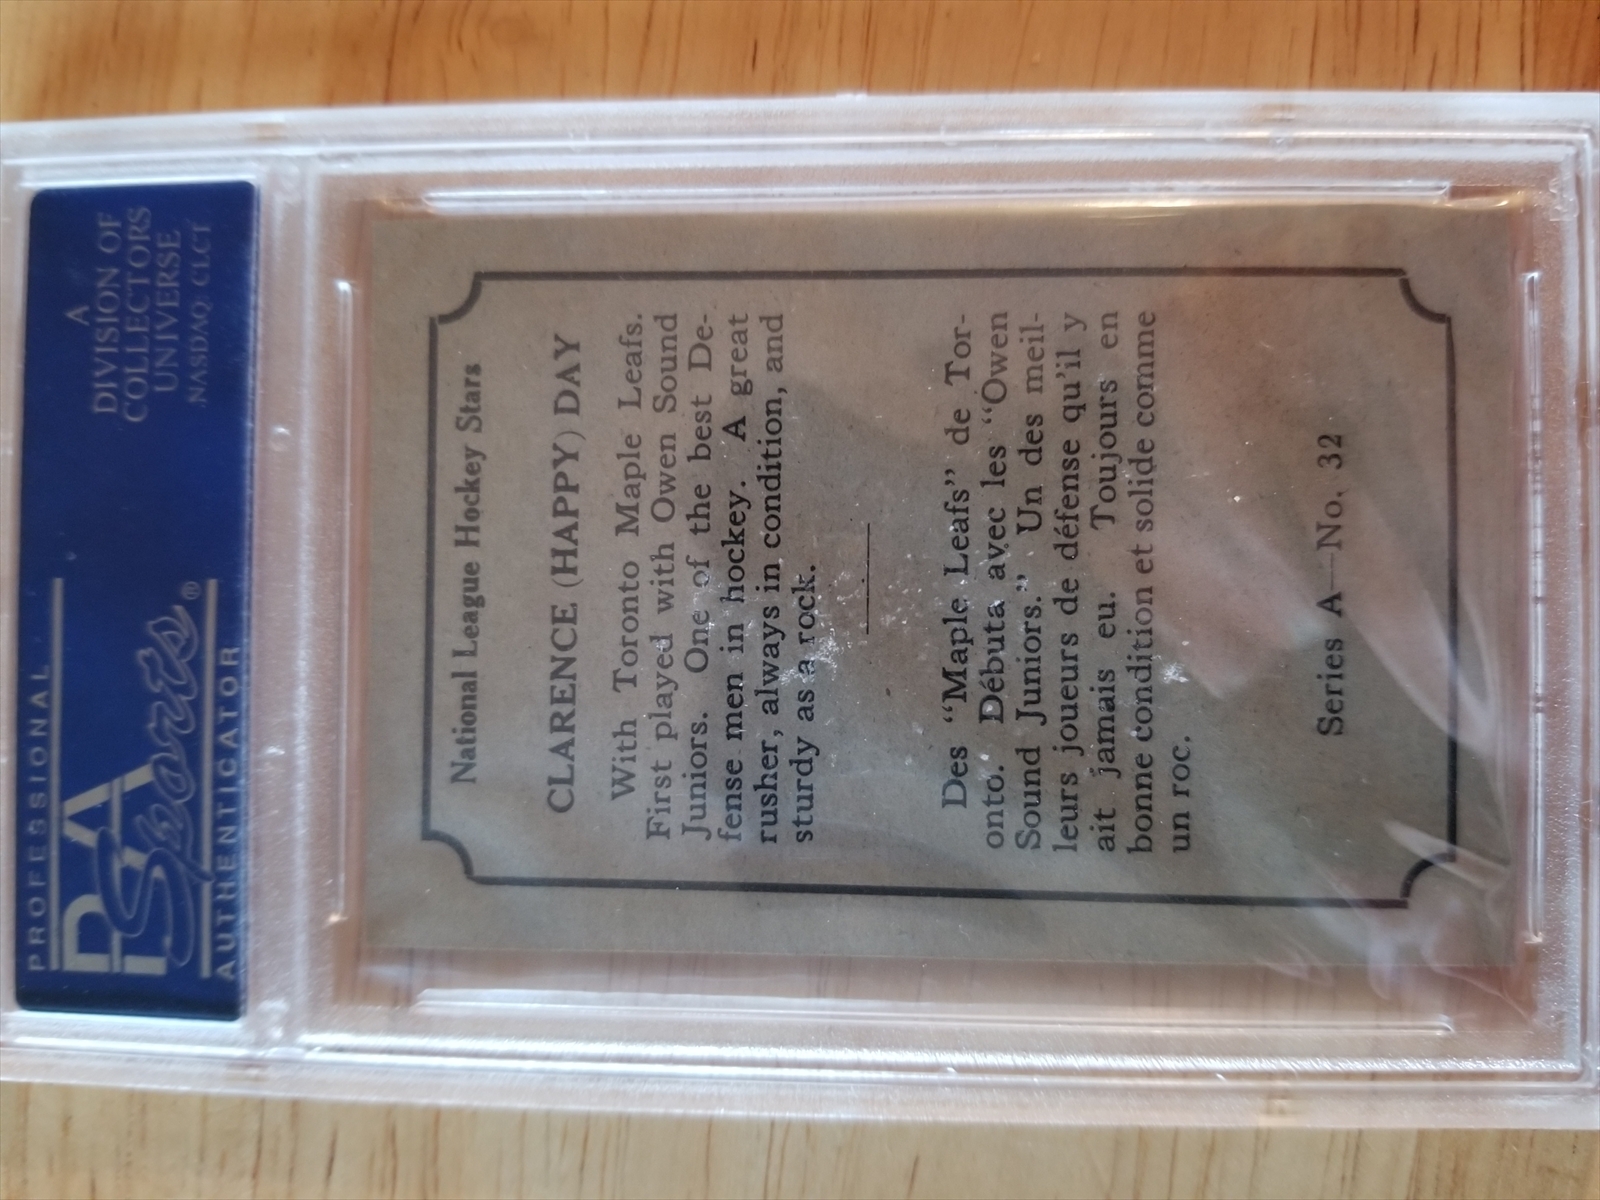 PROFESSIONAL
PSA
Sports®
AUTHENTICATOR
A
DIVISION OF
COLLECTORS
UNIVERSE
NASDAQ: CLCT
National League Hockey Stars
CLARENCE (HAPPY) DAY
With Toronto Maple Leafs.
First played with Owen Sound
Juniors. One of the best De-
fense men in hockey. A great
rusher, always in condition, and
sturdy as a rock.
Des “Maple Leafs” de Tor-
onto. Débuta avec les “Owen
Sound Juniors.” Un des meil-
leurs joueurs de défense qu'il y
ait jamais eu. Toujours en
bonne condition et solide comme
un roc.
Series A—No. 32